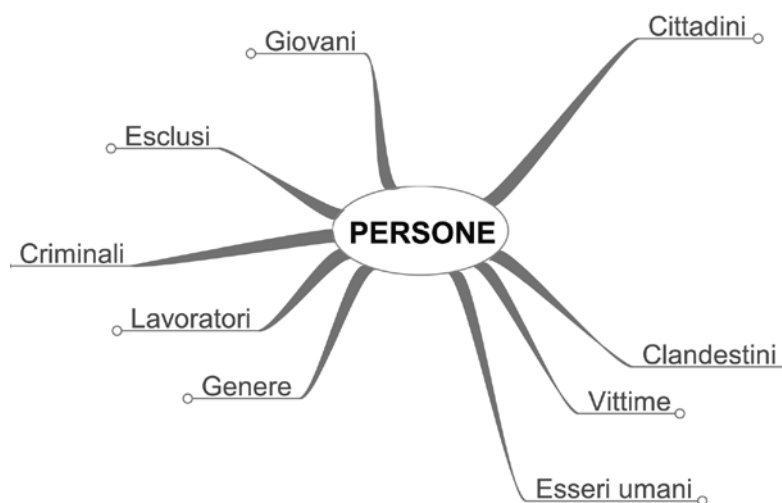 Giovani
Cittadini
Esclusi
PERSONE
Criminali
Lavoratori
Clandestini
Genere
Vittime
Esseri umani